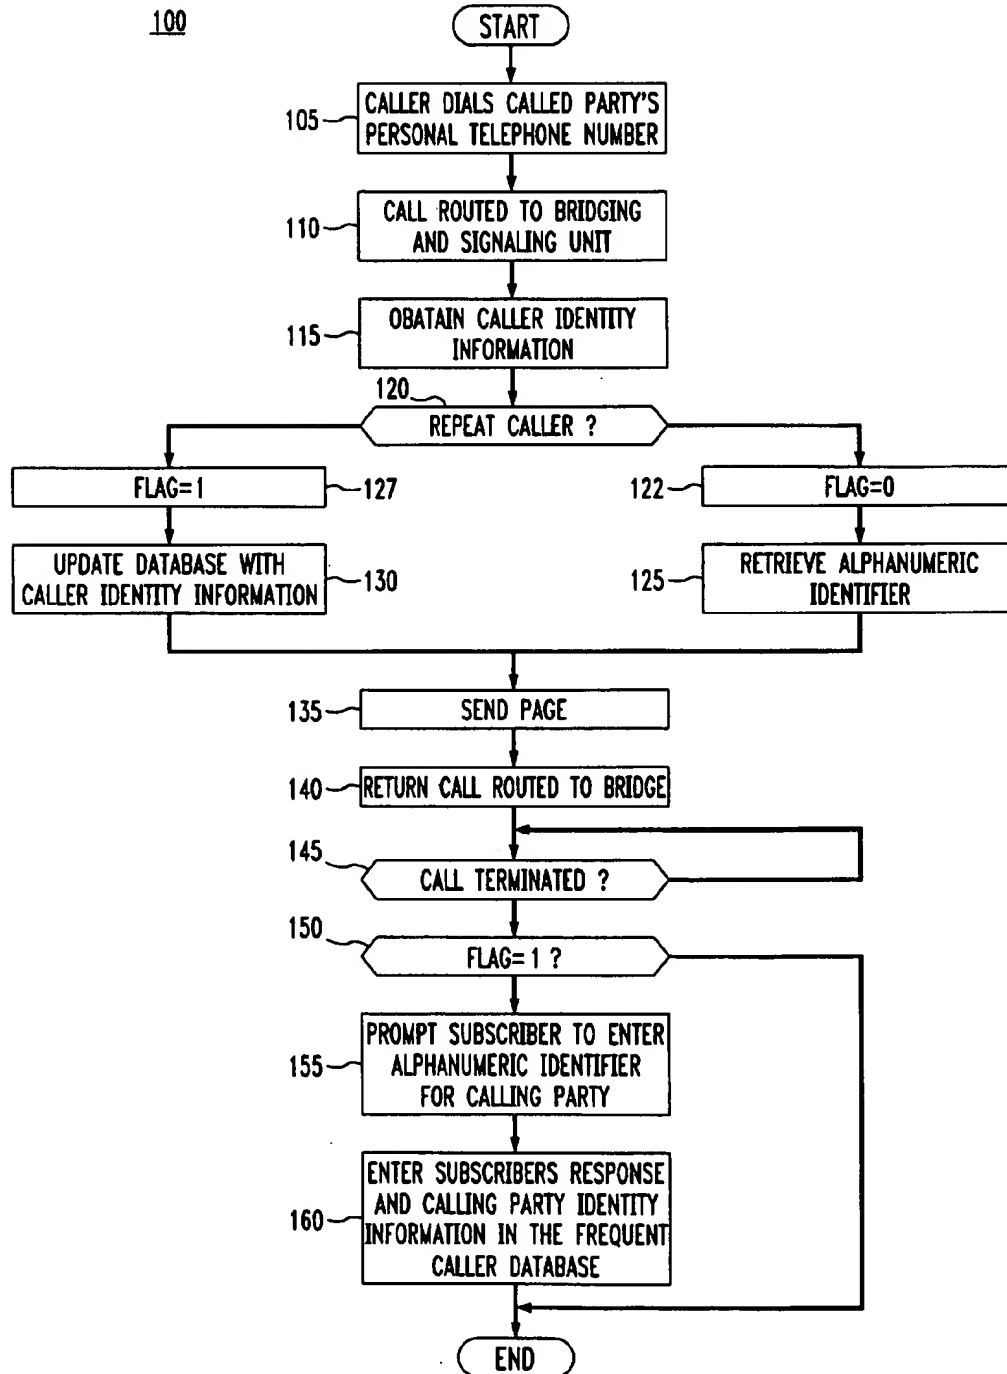 100
START
105
CALLER DIALS CALLED PARTY'S
PERSONAL TELEPHONE NUMBER
110
CALL ROUTED TO BRIDGING
AND SIGNALING UNIT
115
OBATAIN CALLER IDENTITY
INFORMATION
120
REPEAT CALLER ?
FLAG=1
127
122
FLAG=0
UPDATE DATABASE WITH
CALLER IDENTITY INFORMATION
130
125
RETRIEVE ALPHANUMERIC
IDENTIFIER
135
SEND PAGE
140
RETURN CALL ROUTED TO BRIDGE
145
CALL TERMINATED ?
150
FLAG=1 ?
155
PROMPT SUBSCRIBER TO ENTER
ALPHANUMERIC IDENTIFIER
FOR CALLING PARTY
160
ENTER SUBSCRIBERS RESPONSE
AND CALLING PARTY IDENTITY
INFORMATION IN THE FREQUENT
CALLER DATABASE
END